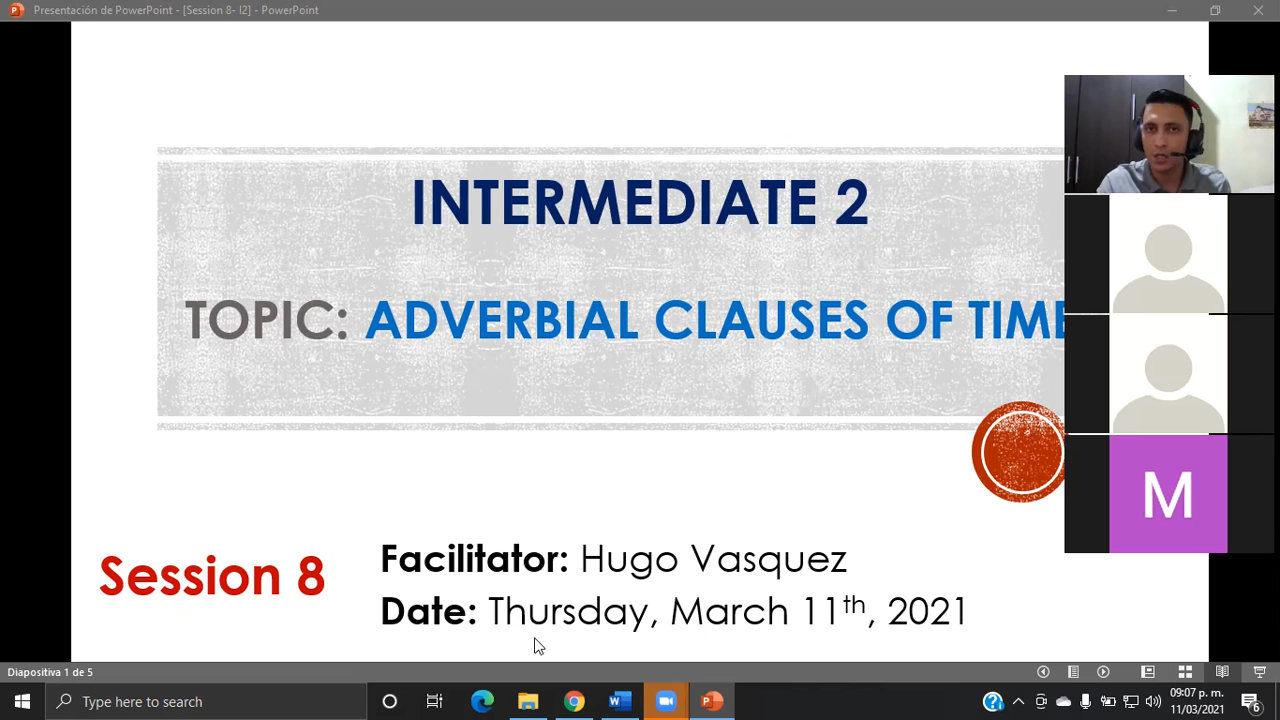 Presentación de PowerPoint - [Session 8- I2] - PowerPoint
INTERMEDIATE 2
TOPIC: ADVERBIAL CLAUSES OF TIME
M
Session 8
Facilitator: Hugo Vasquez
Date: Thursday, March 11th, 2021
Diapositiva 1 de 5
Type here to search
09:07 p. m.
11/03/2021
6